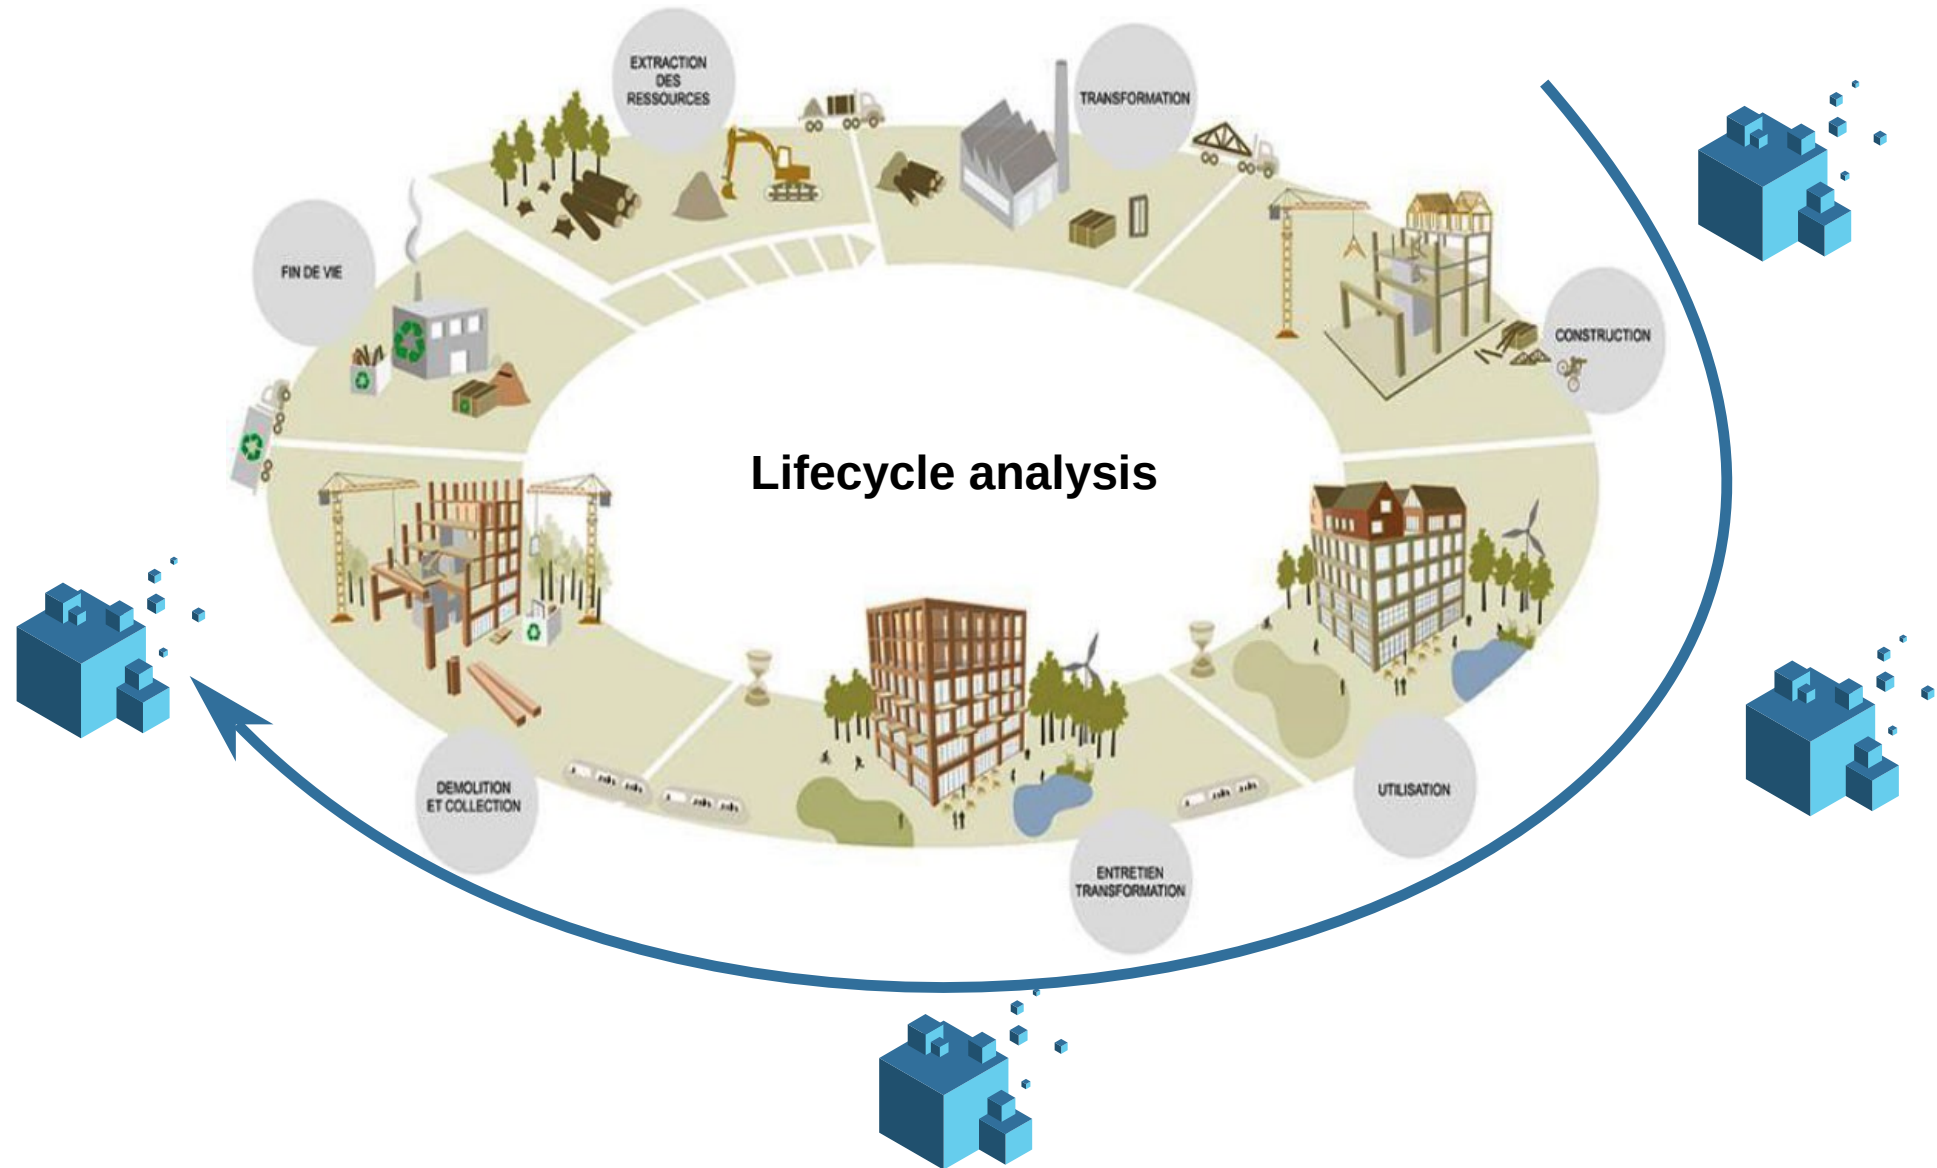 EXTRACTION
DES
RESSOURCES
TRANSFORMATION
CONSTRUCTION
UTILISATION
ENTRETIEN
TRANSFORMATION
DEMOLITION
ET COLLECTION
FIN DE VIE
Lifecycle analysis